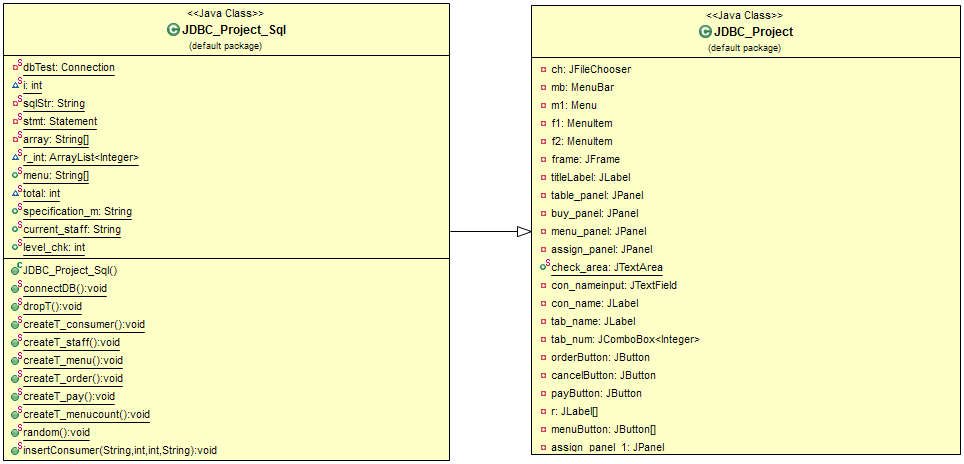 <<Java Class>>
JDBC_Project_Sql
(default package)
dbTest: Connection
i: int
sqlStr: String
stmt: Statement
array: String[]
r_int: ArrayList<Integer>
menu: String[]
total: int
specification_m: String
current_staff: String
level_chk: int
JDBC_Project_Sql()
connectDB():void
dropT():void
createT_consumer():void
createT_staff():void
createT_menu():void
createT_order():void
createT_pay():void
createT_menucount():void
random():void
insertConsumer(String,int,int,String):void
<<Java Class>>
JDBC_Project
(default package)
ch: JFileChooser
mb: MenuBar
m1: Menu
f1: MenuItem
f2: MenuItem
frame: JFrame
titleLabel: JLabel
table_panel: JPanel
buy_panel: JPanel
menu_panel: JPanel
assign_panel: JPanel
check_area: JTextArea
con_nameinput: JTextField
con_name: JLabel
tab_name: JLabel
tab_num: JComboBox<Integer>
orderButton: JButton
cancelButton: JButton
payButton: JButton
r: JLabel[]
menuButton: JButton[]
assign_panel_1: JPanel